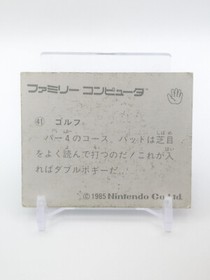 ファミリー コンピュータ
41 ゴルフ
パー4のコース、パットは芝目
をよく読んで打つのだ！これが入
ればダブルボギーだ…。
©1985 Nintendo Co., Ltd.